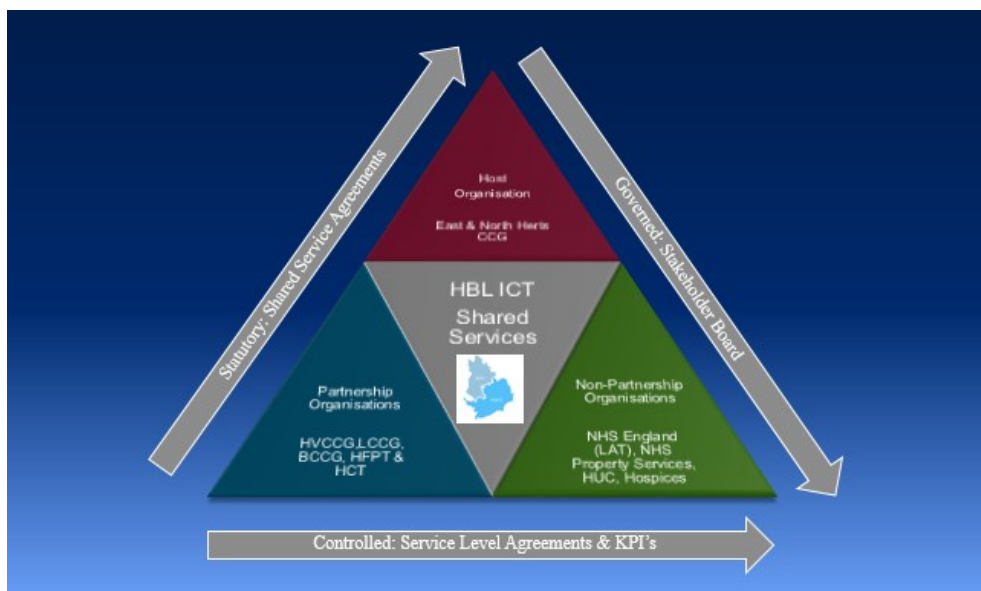 Statutory: Shared Service Agreements
Governed: Stakeholder Board
Host
Organisation
East & North Herts
CCG
HBL ICT
Shared
Services
Partnership
Organisations
HVCCG,LCCG,
BCCG, HFPT &
HCT
Non-Partnership
Organisations
NHS England
(LAT), NHS
Property Services,
HUC, Hospices
Controlled: Service Level Agreements & KPI's